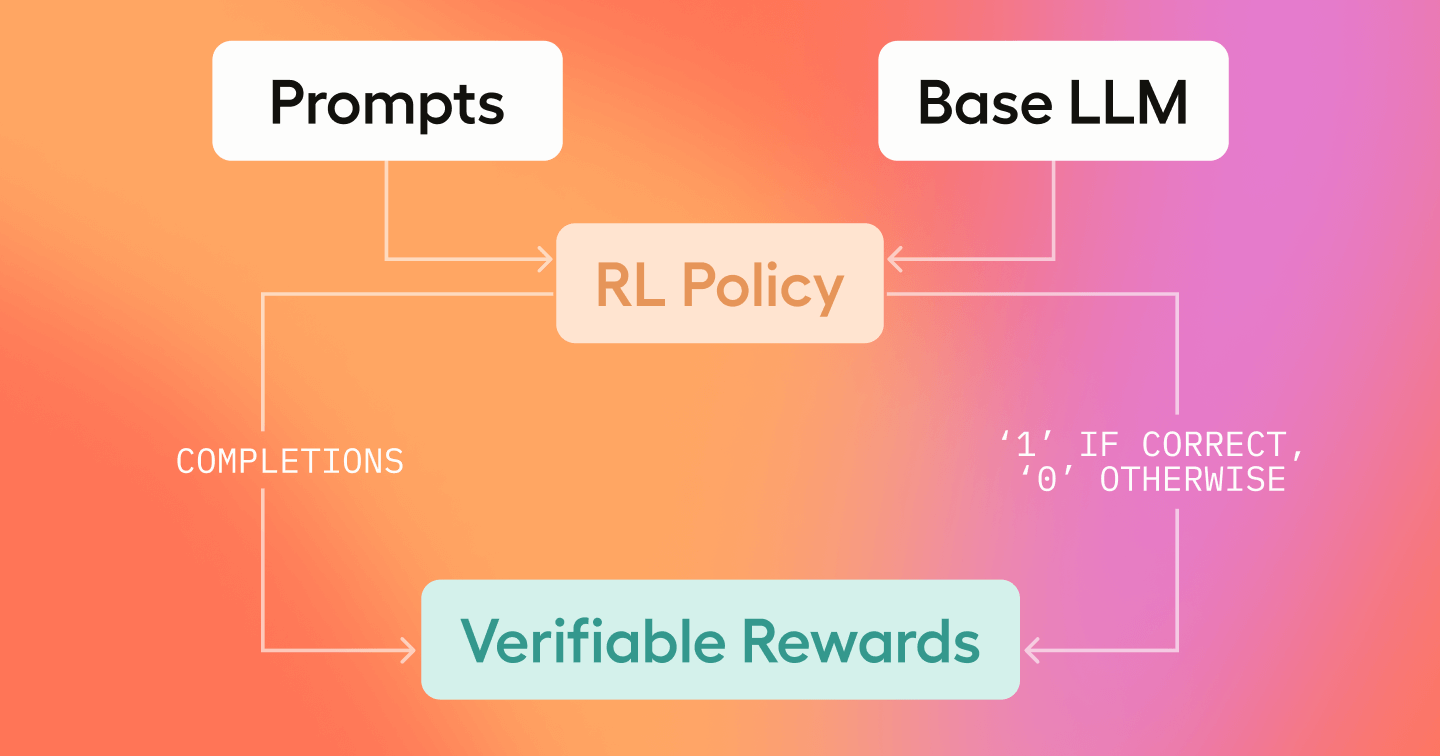 Prompts
Base LLM
RL Policy
COMPLETIONS
‘1’ IF CORRECT,
‘0’ OTHERWISE
Verifiable Rewards